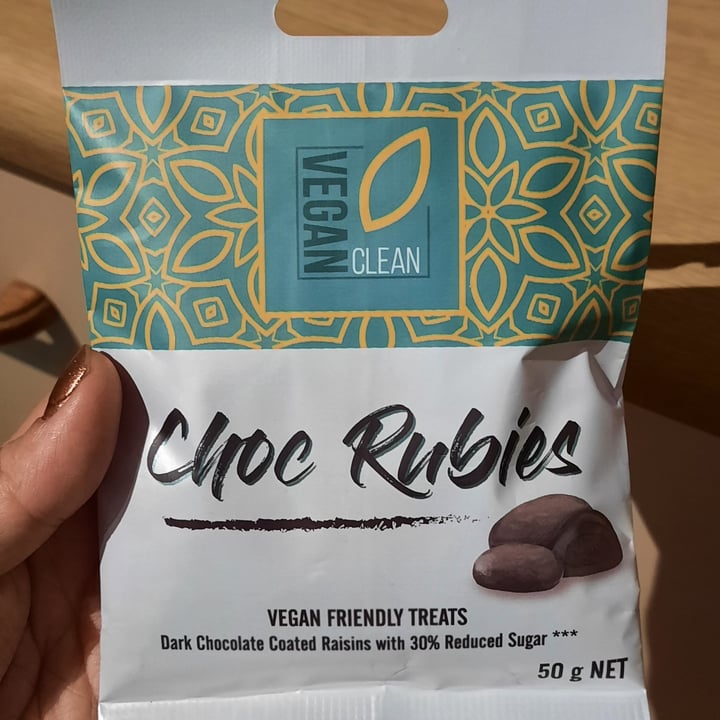 VEGAN
CLEAN
Choc Rubies
VEGAN FRIENDLY TREATS
Dark Chocolate Coated Raisins with 30% Reduced Sugar ***
50 g NET